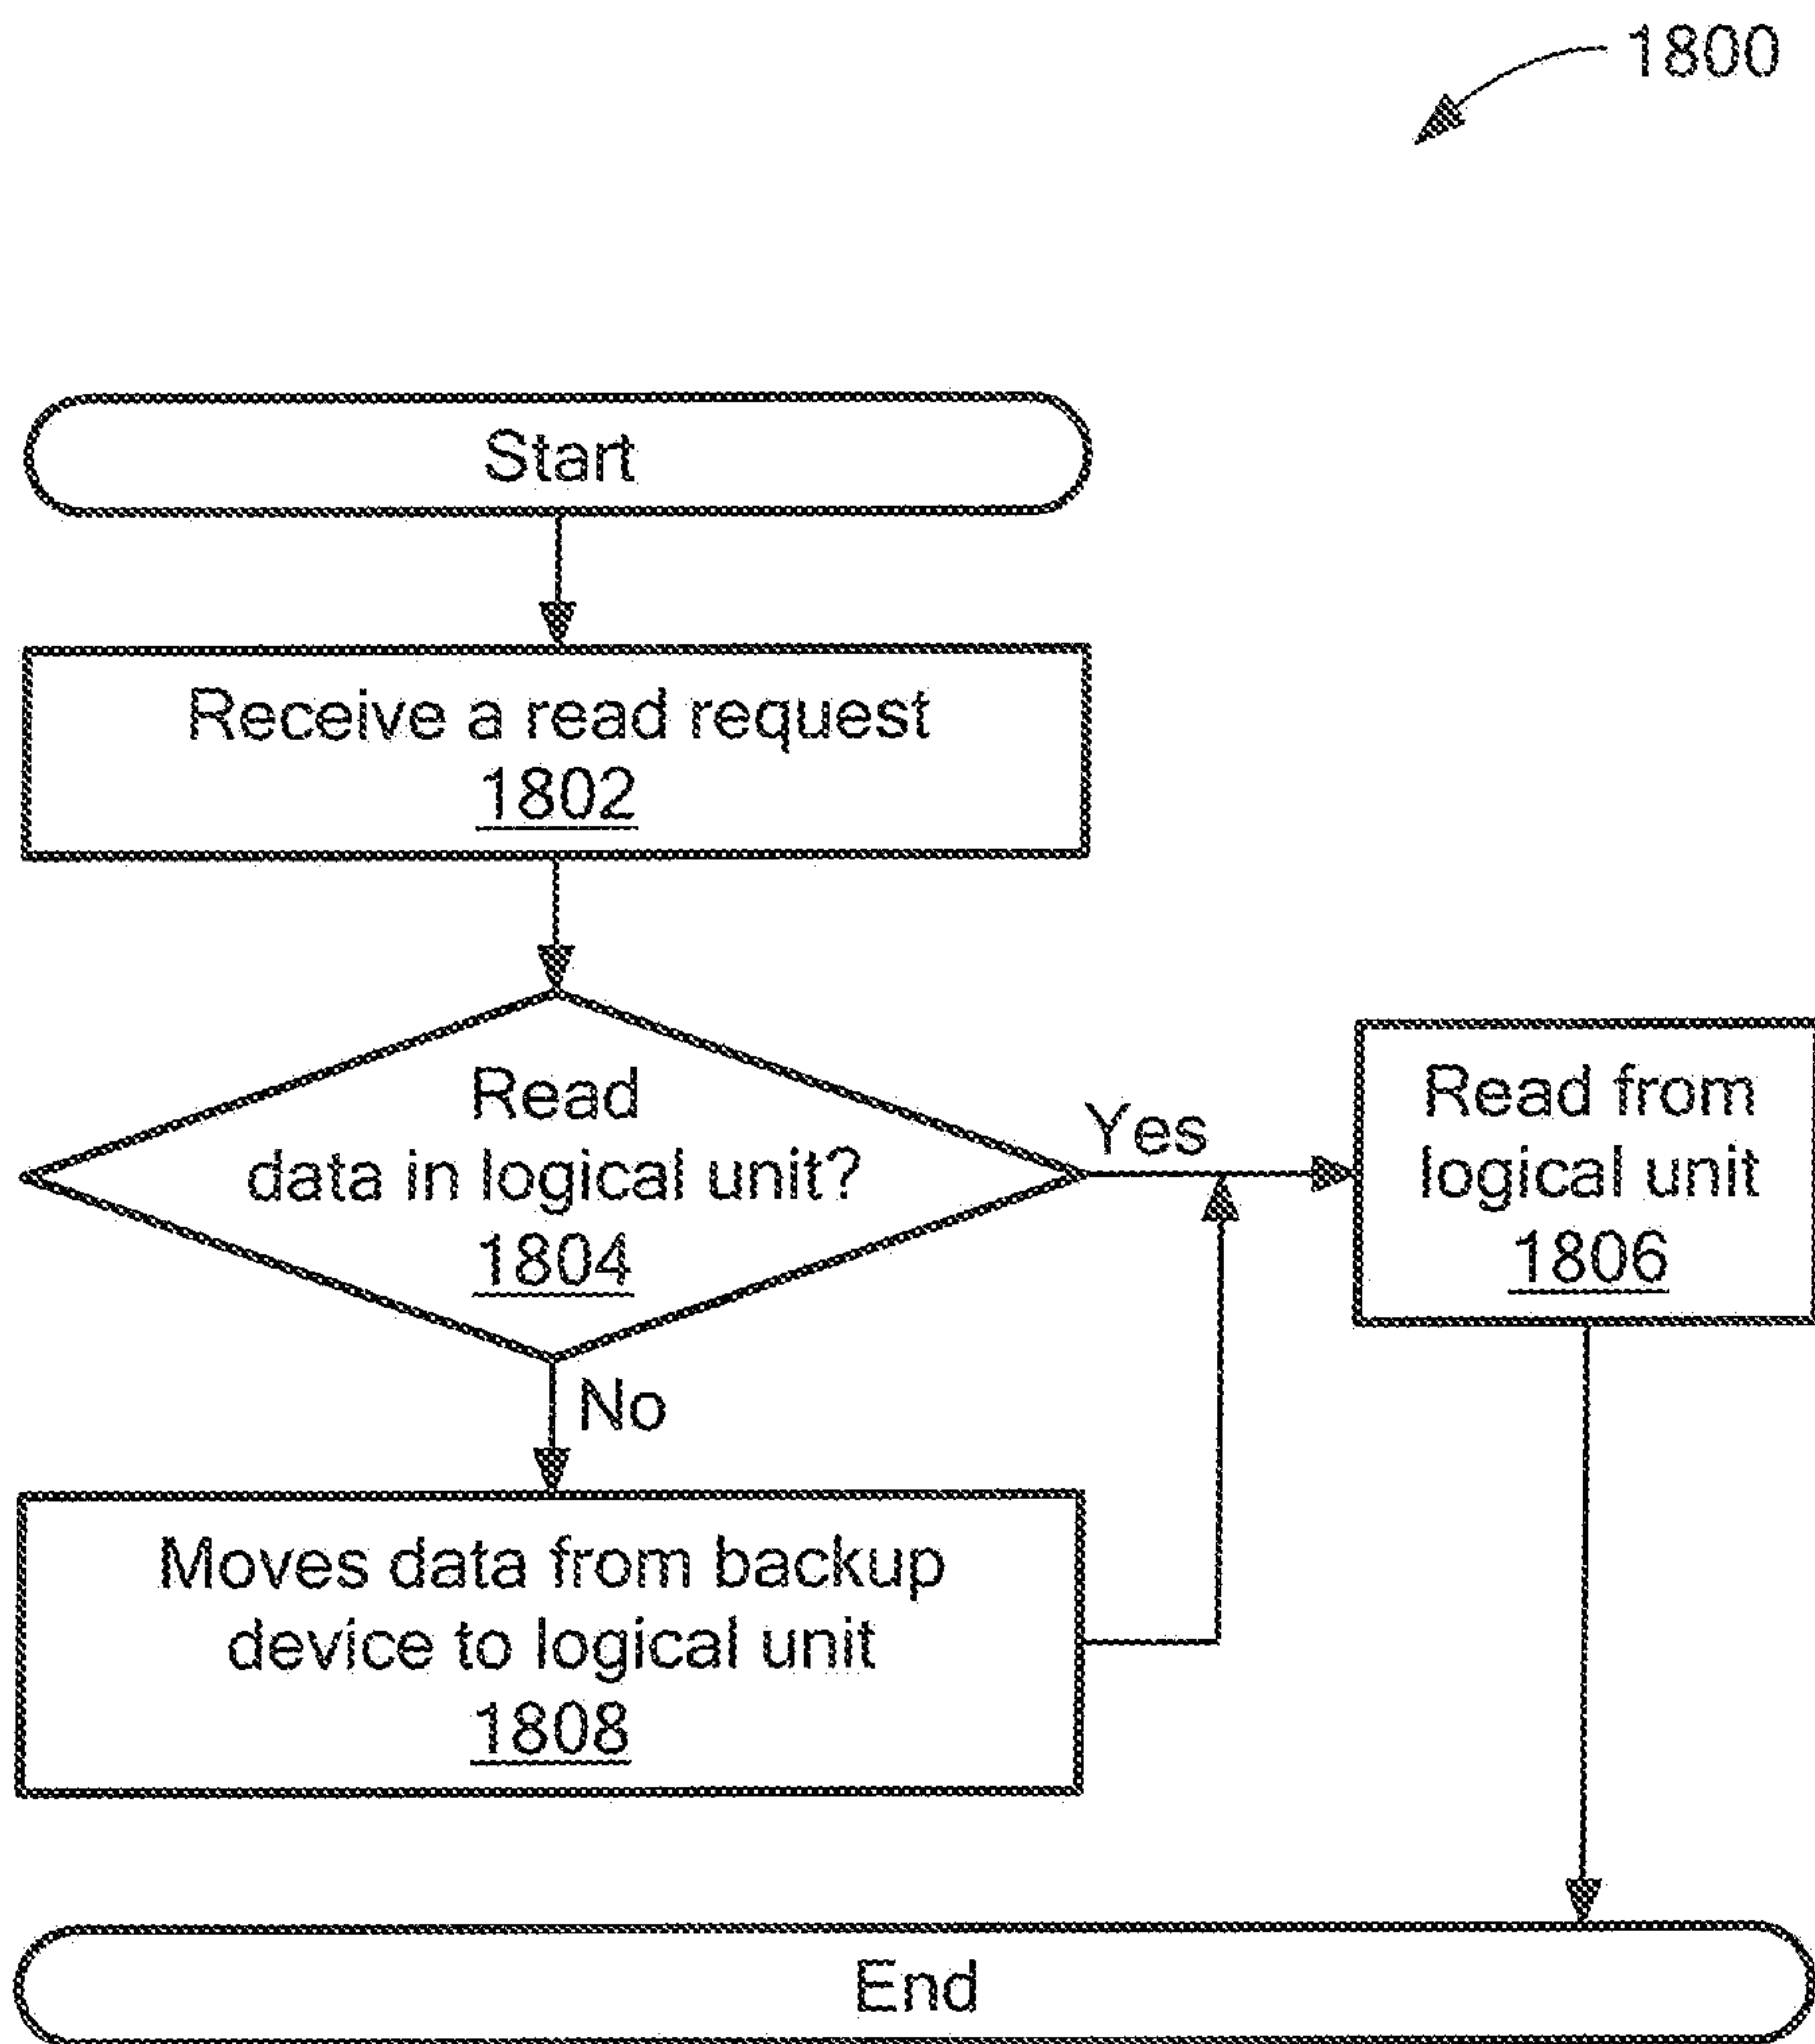 1800
Start
Receive a read request
1802
Read
data in logical unit?
1804
Yes
Read from
logical unit
1806
No
Moves data from backup
device to logical unit
1808
End